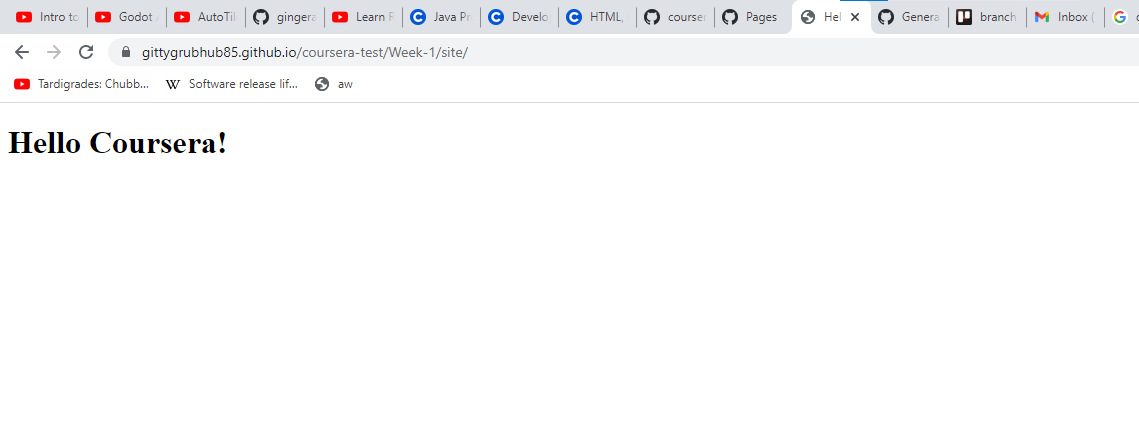 Intro to Godot AutoTil ginger Learn Java Pr Develo HTML, courser Pages Hel Genera branch Inbox (
gittygrubhub85.github.io/coursera-test/Week-1/site/
Tardigrades: Chubb... Software release lif... aw
Hello Coursera!